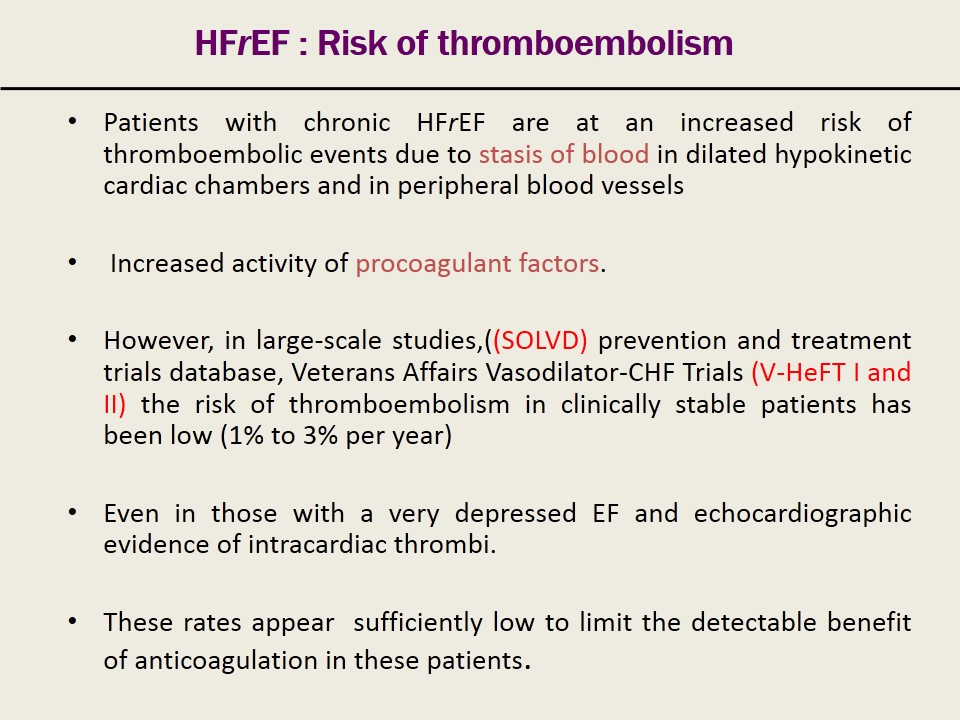 HFrEF : Risk of thromboembolism
• Patients with chronic HFrEF are at an increased risk of
thromboembolic events due to stasis of blood in dilated hypokinetic
cardiac chambers and in peripheral blood vessels
• Increased activity of procoagulant factors.
• However, in large-scale studies,((SOLVD) prevention and treatment
trials database, Veterans Affairs Vasodilator-CHF Trials (V-HeFT I and
II) the risk of thromboembolism in clinically stable patients has
been low (1% to 3% per year)
• Even in those with a very depressed EF and echocardiographic
evidence of intracardiac thrombi.
• These rates appear sufficiently low to limit the detectable benefit
of anticoagulation in these patients.